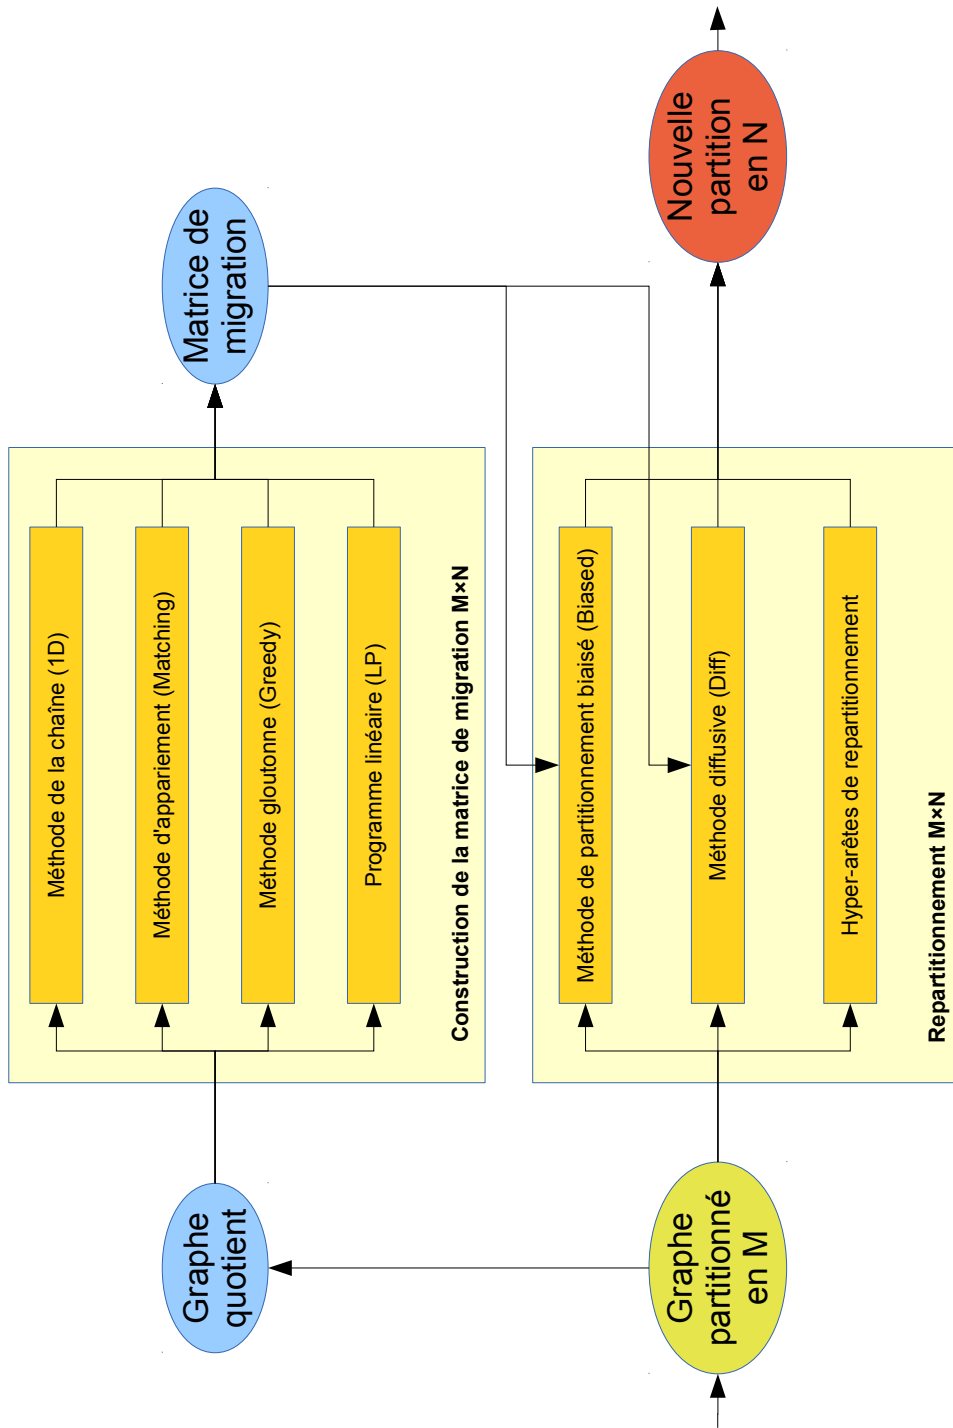 Graphe
quotient
Méthode de la chaîne (1D)
Méthode d'appariement (Matching)
Méthode gloutonne (Greedy)
Programme linéaire (LP)
Construction de la matrice de migration M×N
Matrice de
migration
Graphe
partitionné
en M
Méthode de partitionnement biaisé (Biased)
Méthode diffusive (Diff)
Hyper-arêtes de repartitionnement
Repartitionnement M×N
Nouvelle
partition
en N